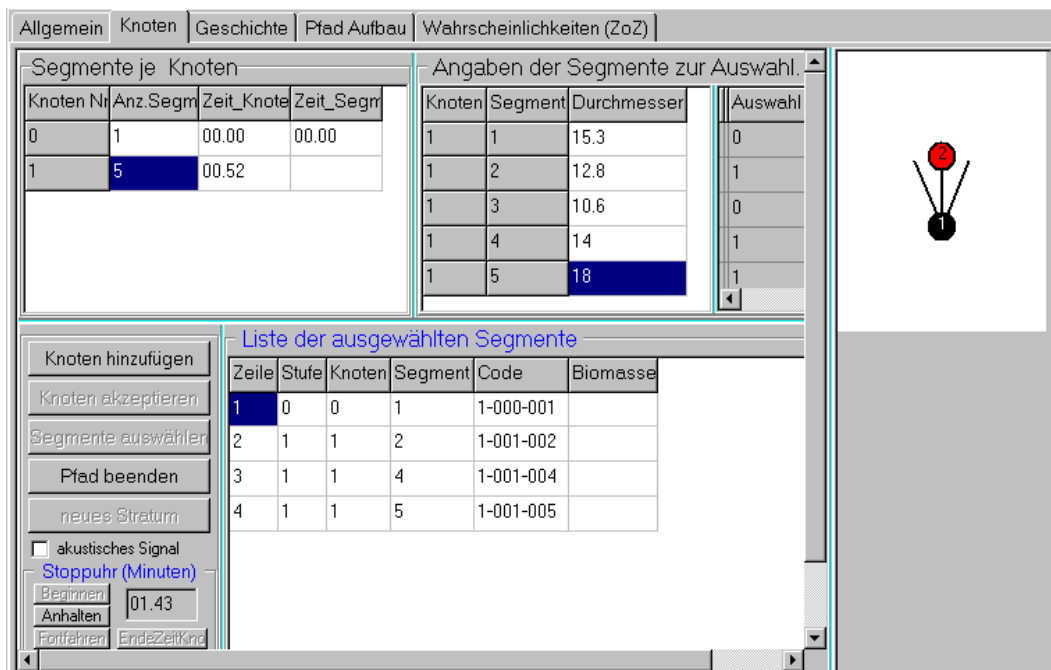 Allgemein Knoten Geschichte Pfad Aufbau Wahrscheinlichkeiten (ZoZ)
Segmente je Knoten
Knoten Nr Anz.Segm Zeit_Knote Zeit_Segm
0 1 00.00 00.00
1 5 00.52
Angaben der Segmente zur Auswahl.
Knoten Segment Durchmesser Auswahl
1 1 15.3 0
1 2 12.8 1
1 3 10.6 0
1 4 14 1
1 5 18 1
2
1
Knoten hinzufügen
Knoten akzeptieren
Segmente auswählen
Pfad beenden
neues Stratum
akustisches Signal
Stoppuhr (Minuten)
Beginnen
01.43
Anhalten
Fortfahren EndeZeitKno
Liste der ausgewählten Segmente
Zeile Stufe Knoten Segment Code Biomasse
1 0 0 1 1-000-001
2 1 1 2 1-001-002
3 1 1 4 1-001-004
4 1 1 5 1-001-005